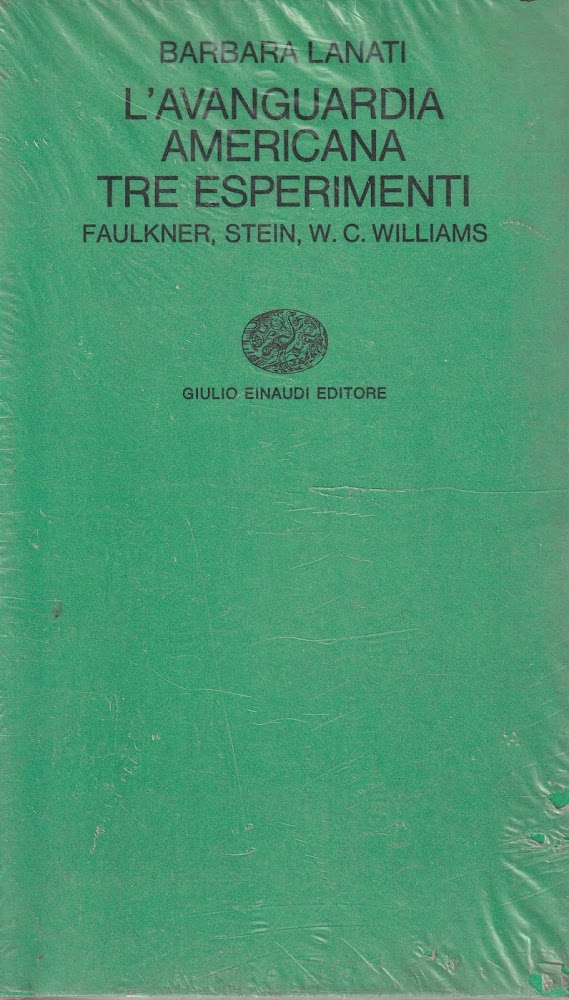 BARBARA LANATI
L'AVANGUARDIA
AMERICANA
TRE ESPERIMENTI
FAULKNER, STEIN, W. C. WILLIAMS
GIULIO EINAUDI EDITORE